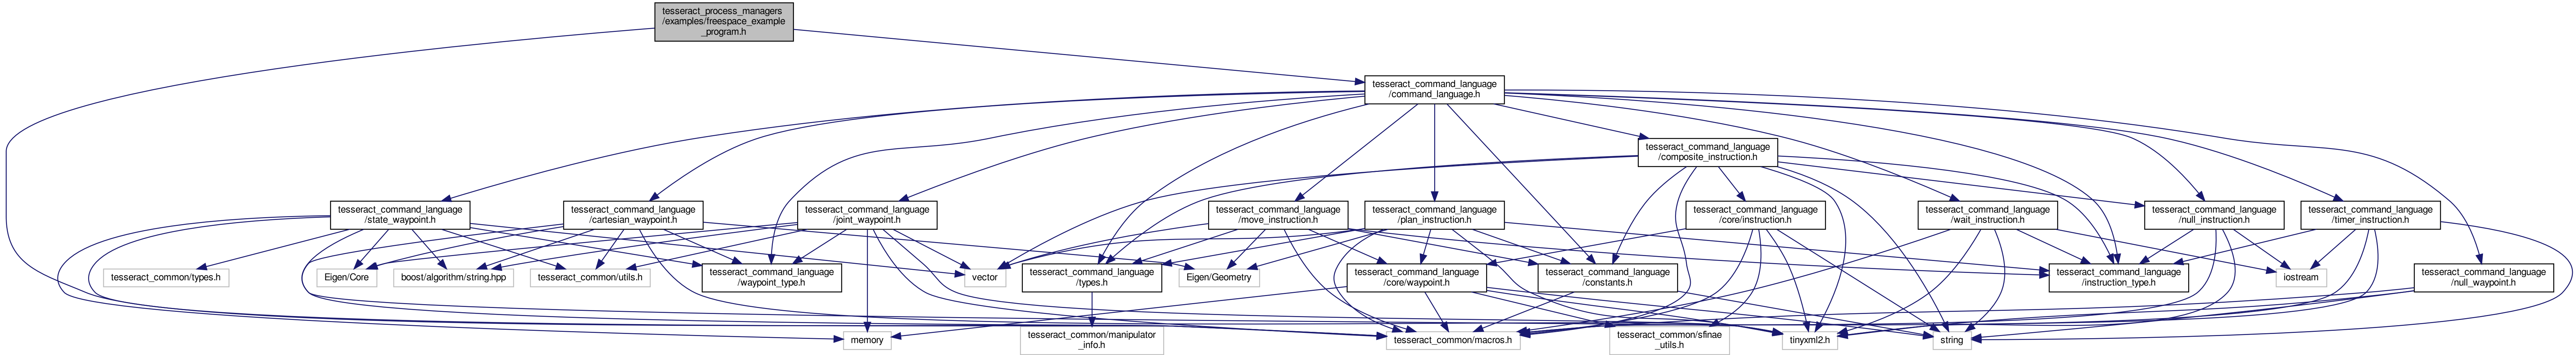 tesseract_process_managers
/examples/freespace_example
_program.h
tesseract_command_language
/command_language.h
tesseract_command_language
/composite_instruction.h
tesseract_command_language
/state_waypoint.h
tesseract_command_language
/cartesian_waypoint.h
tesseract_command_language
/joint_waypoint.h
tesseract_command_language
/move_instruction.h
tesseract_command_language
/plan_instruction.h
tesseract_command_language
/core/instruction.h
tesseract_command_language
/wait_instruction.h
tesseract_command_language
/null_instruction.h
tesseract_command_language
/timer_instruction.h
tesseract_common/types.h
Eigen/Core
boost/algorithm/string.hpp
tesseract_common/utils.h
tesseract_command_language
/waypoint_type.h
vector
tesseract_command_language
/types.h
Eigen/Geometry
tesseract_command_language
/core/waypoint.h
tesseract_command_language
/constants.h
tesseract_command_language
/instruction_type.h
iostream
tesseract_command_language
/null_waypoint.h
memory
tesseract_common/manipulator
_info.h
tesseract_common/macros.h
tesseract_common/sfinae
_utils.h
tinyxml2.h
string